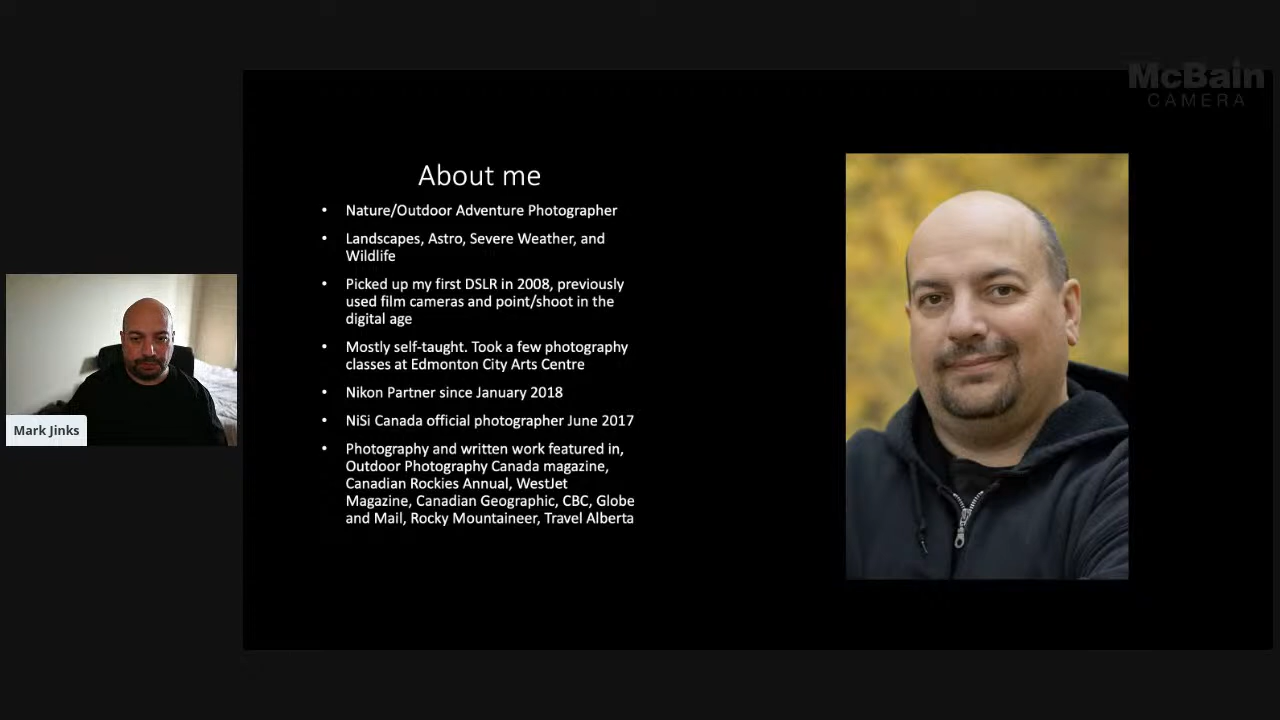 McBain
CAMERA
About me
• Nature/Outdoor Adventure Photographer
• Landscapes, Astro, Severe Weather, and
Wildlife
• Picked up my first DSLR in 2008, previously
used film cameras and point/shoot in the
digital age
• Mostly self-taught. Took a few photography
classes at Edmonton City Arts Centre
• Nikon Partner since January 2018
• NiSi Canada official photographer June 2017
• Photography and written work featured in,
Outdoor Photography Canada magazine,
Canadian Rockies Annual, WestJet
Magazine, Canadian Geographic, CBC, Globe
and Mail, Rocky Mountaineer, Travel Alberta
Mark Jinks